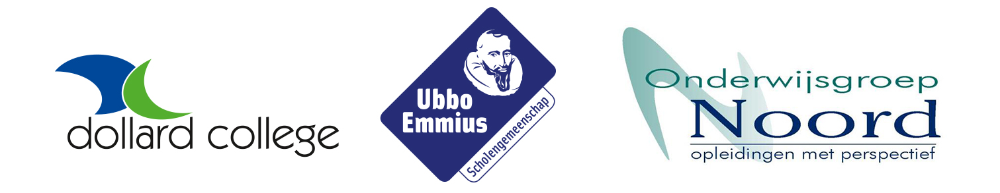 dollard college
Ubbo
Emmius
Scholengemeenschap
Onderwijsgroep
Noord
opleidingen met perspectief